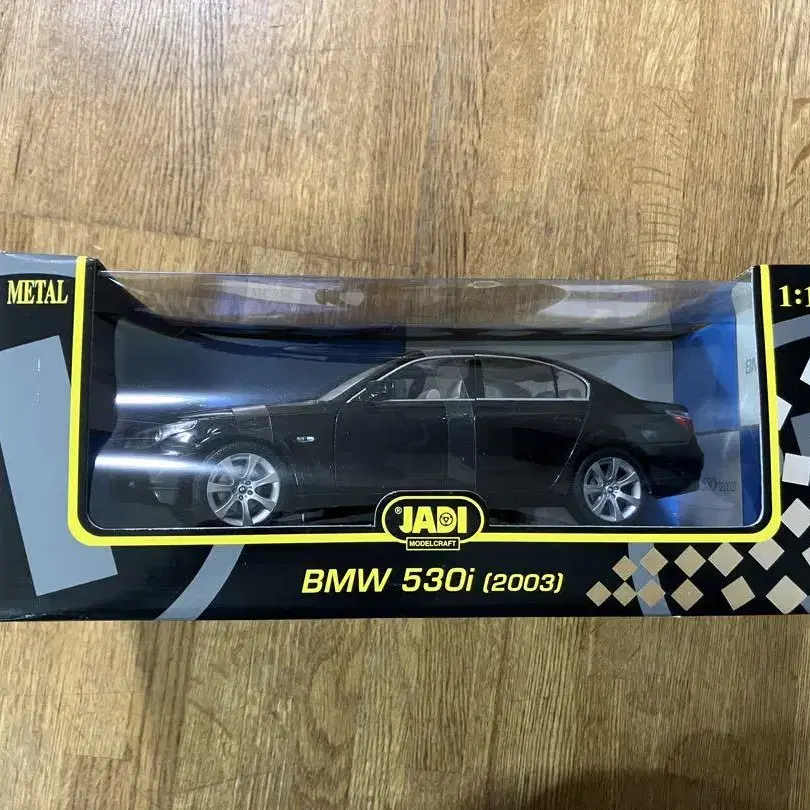 METAL
1:1
®JADI
MODELCRAFT
BMW 530i (2003)